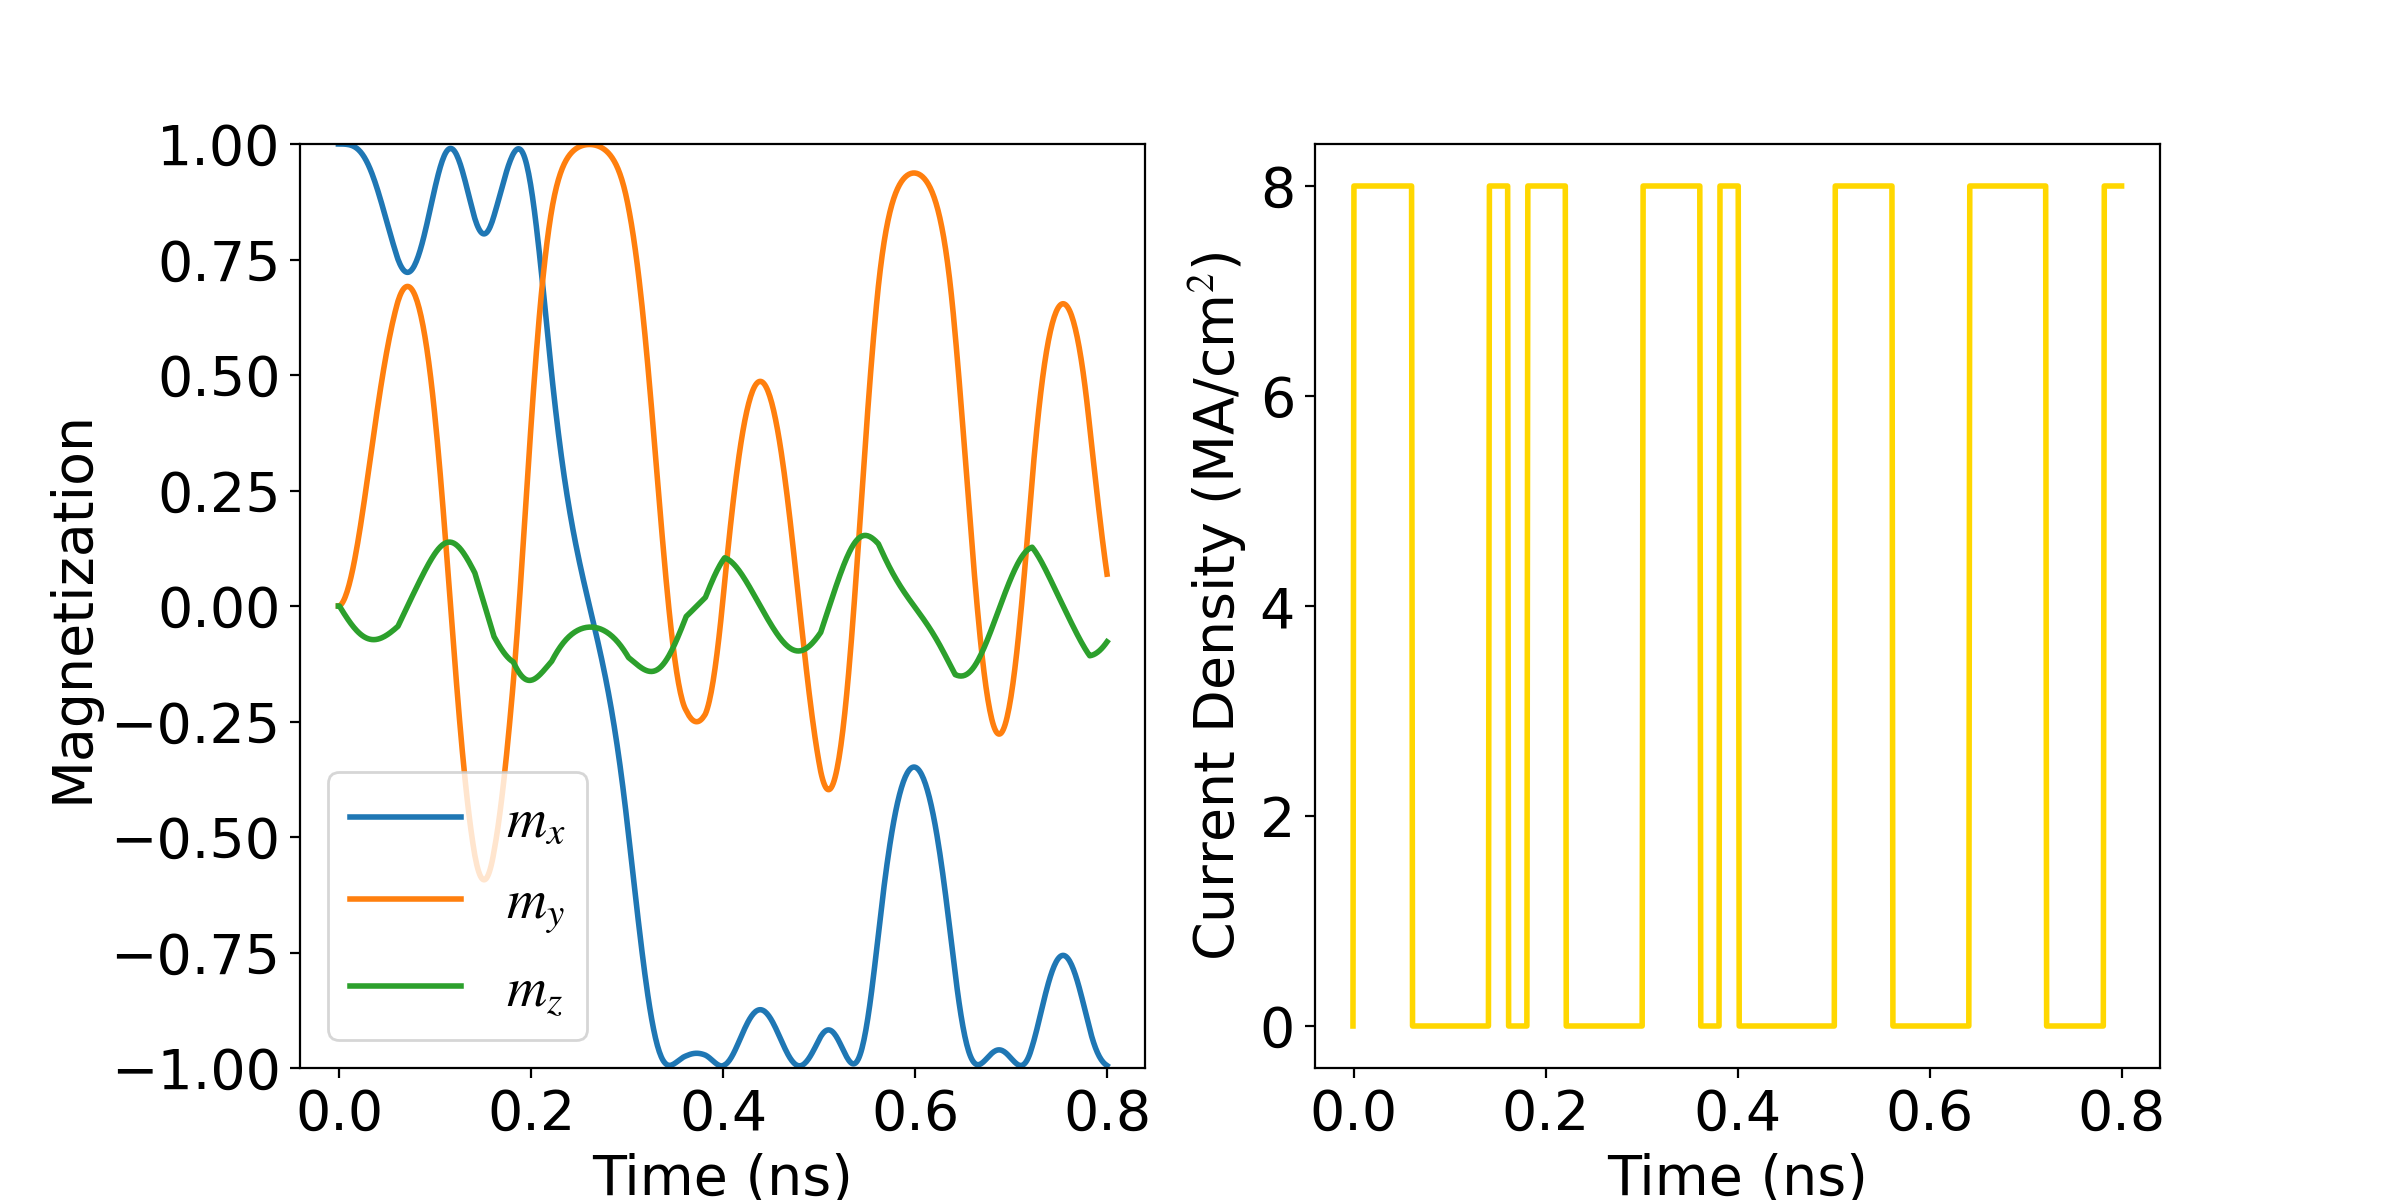 1.00
0.75
0.50
0.25
0.00
−0.25
−0.50
−0.75
−1.00
Magnetization
m_x
m_y
m_z
0.0 0.2 0.4 0.6 0.8
Time (ns)
8
6
4
2
0
Current Density (MA/cm²)
0.0 0.2 0.4 0.6 0.8
Time (ns)